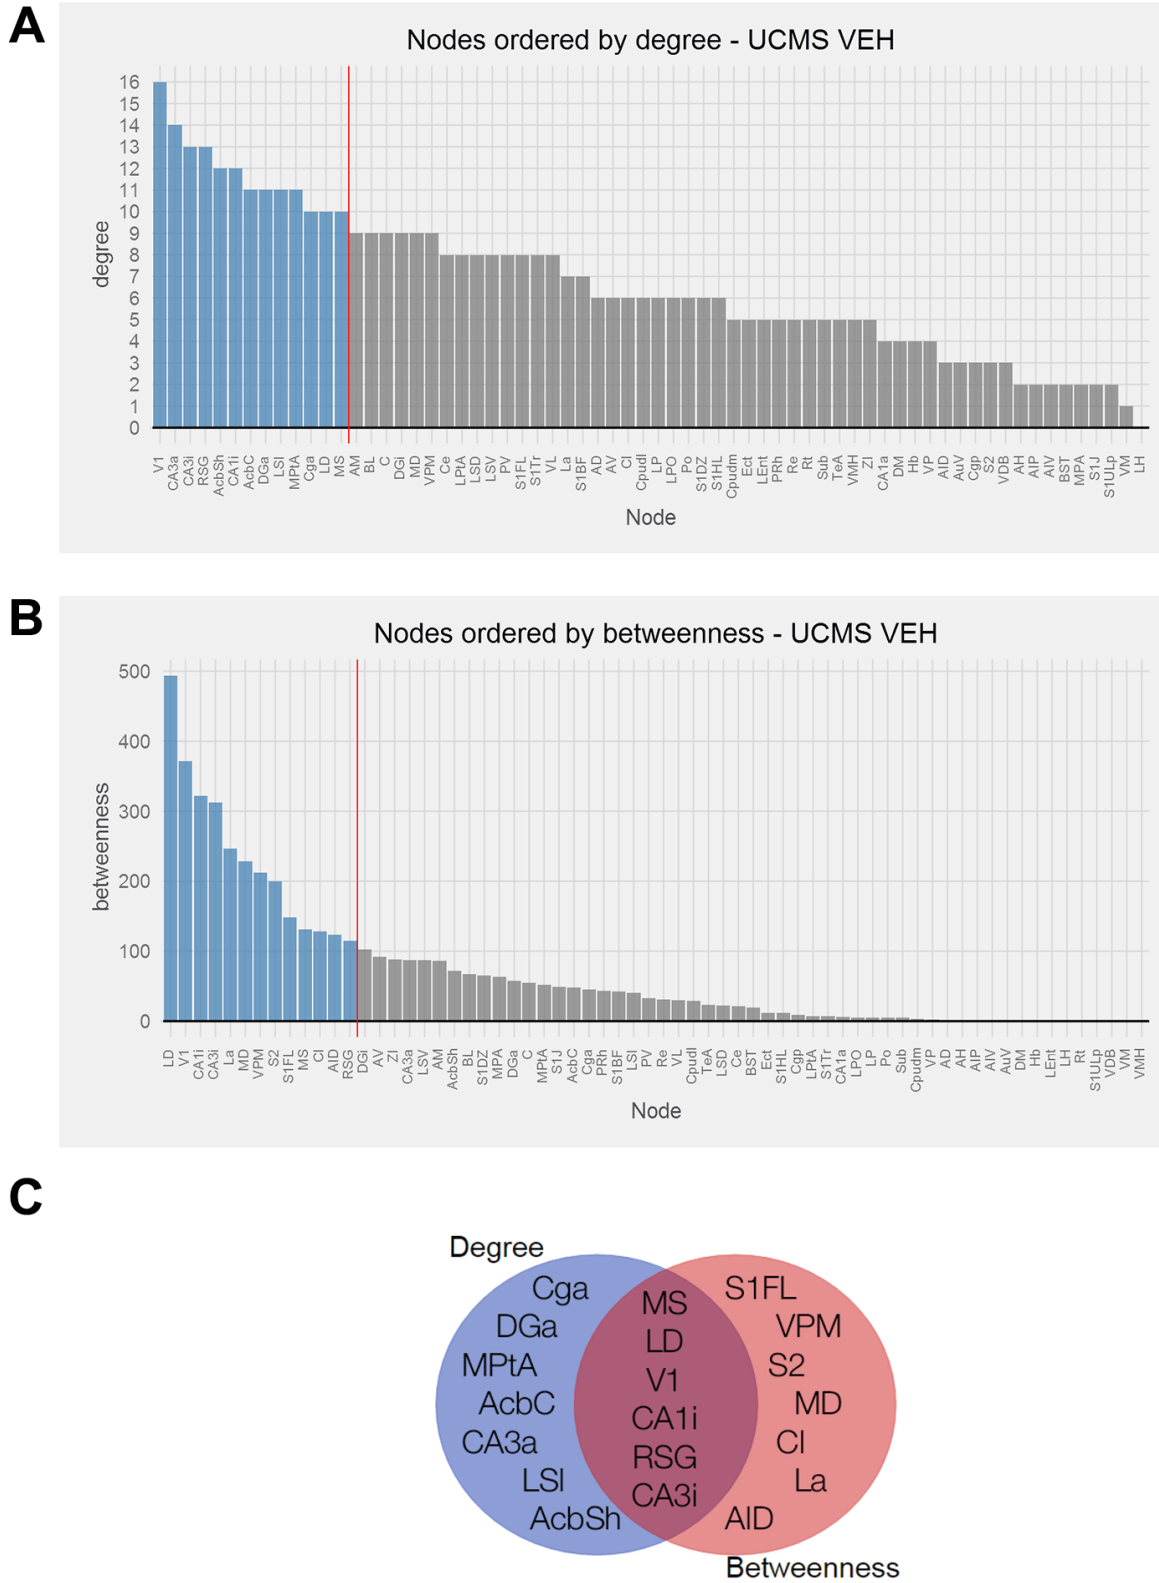 A
Nodes ordered by degree - UCMS VEH
degree
16
15
14
13
12
11
10
9
8
7
6
5
4
3
2
1
0
V1 CA3a CA3i RSG AcbSh CA1i AcbC DGa LSI MPtA Cga LD MS AM BL C DGi MD VPM Ce LPtA LSD LSV PV S1FL S1Tr VL La S1BF AD AV Cl Cpudl LP LPO Po S1DZ S1HL Cpudm Ect LEnt PRh Re Rt Sub TeA VMH ZI CA1a DM Hb VP AID AuV Cgp S2 VDB AH AIP AIV BST MPA S1J S1ULp VM LH
Node
B
Nodes ordered by betweenness - UCMS VEH
betweenness
500
400
300
200
100
0
LD V1 CA1i CA3i La MD VPM S2 S1FL MS Cl AID RSG DGi AV ZI CA3a LSV AM AcbSh BL S1DZ MPA DGa C MPtA S1J AcbC Cga PRh S1BF LSI PV Re VL Cpudl TeA LSD Ce BST Ect S1HL Cgp LPtA S1Tr CA1a LPO LP Po Sub Cpudm VP AD AH AIP AIV AuV DM Hb LEnt LH Rt S1ULp VDB VM VMH
Node
C
Degree
Cga MS S1FL
DGa LD VPM
MPtA V1 S2
AcbC CA1i MD
CA3a RSG Cl
LSI CA3i La
AcbSh AID
Betweenness